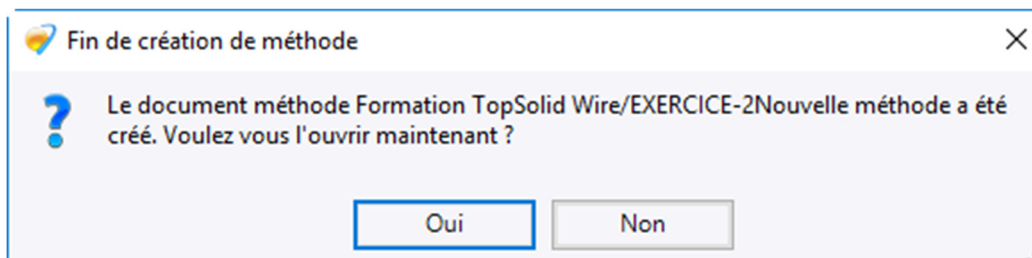 Fin de création de méthode
Le document méthode Formation TopSolid Wire/EXERCICE-2Nouvelle méthode a été
créé. Voulez vous l'ouvrir maintenant ?
Oui
Non